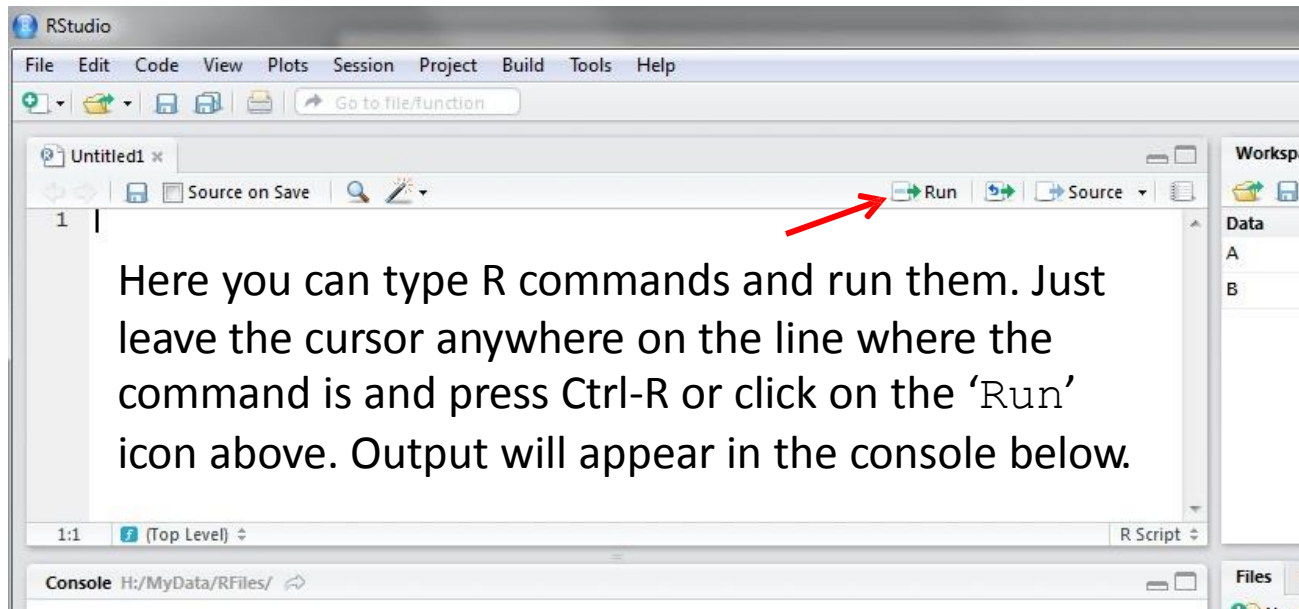 RStudio
File Edit Code View Plots Session Project Build Tools Help
Go to file/function
Untitled1
Source on Save Run Source
1
Here you can type R commands and run them. Just
leave the cursor anywhere on the line where the
command is and press Ctrl-R or click on the ‘Run’
icon above. Output will appear in the console below.
1:1 (Top Level) R Script
Console H:/MyData/RFiles/
Worksp
Data
A
B
Files